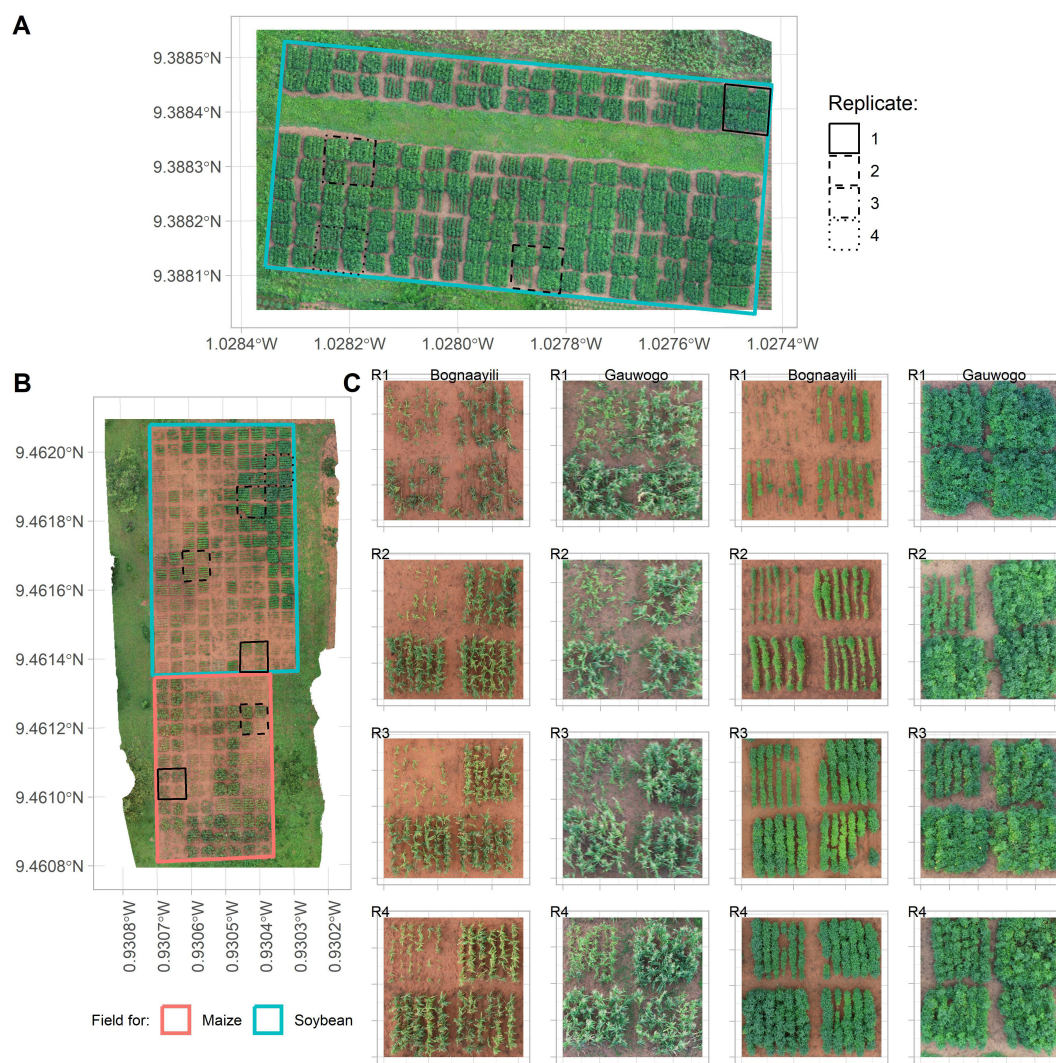 A
9.3885°N
9.3884°N
9.3883°N
9.3882°N
9.3881°N
1.0284°W 1.0282°W 1.0280°W 1.0278°W 1.0276°W 1.0274°W
Replicate:
1
2
3
4
B
9.4620°N
9.4618°N
9.4616°N
9.4614°N
9.4612°N
9.4610°N
9.4608°N
0.9308°W 0.9307°W 0.9306°W 0.9305°W 0.9304°W 0.9303°W 0.9302°W
Field for: Maize Soybean
C
R1 Bognaayili R1 Gauwogo R1 Bognaayili R1 Gauwogo
R2 R2 R2 R2
R3 R3 R3 R3
R4 R4 R4 R4